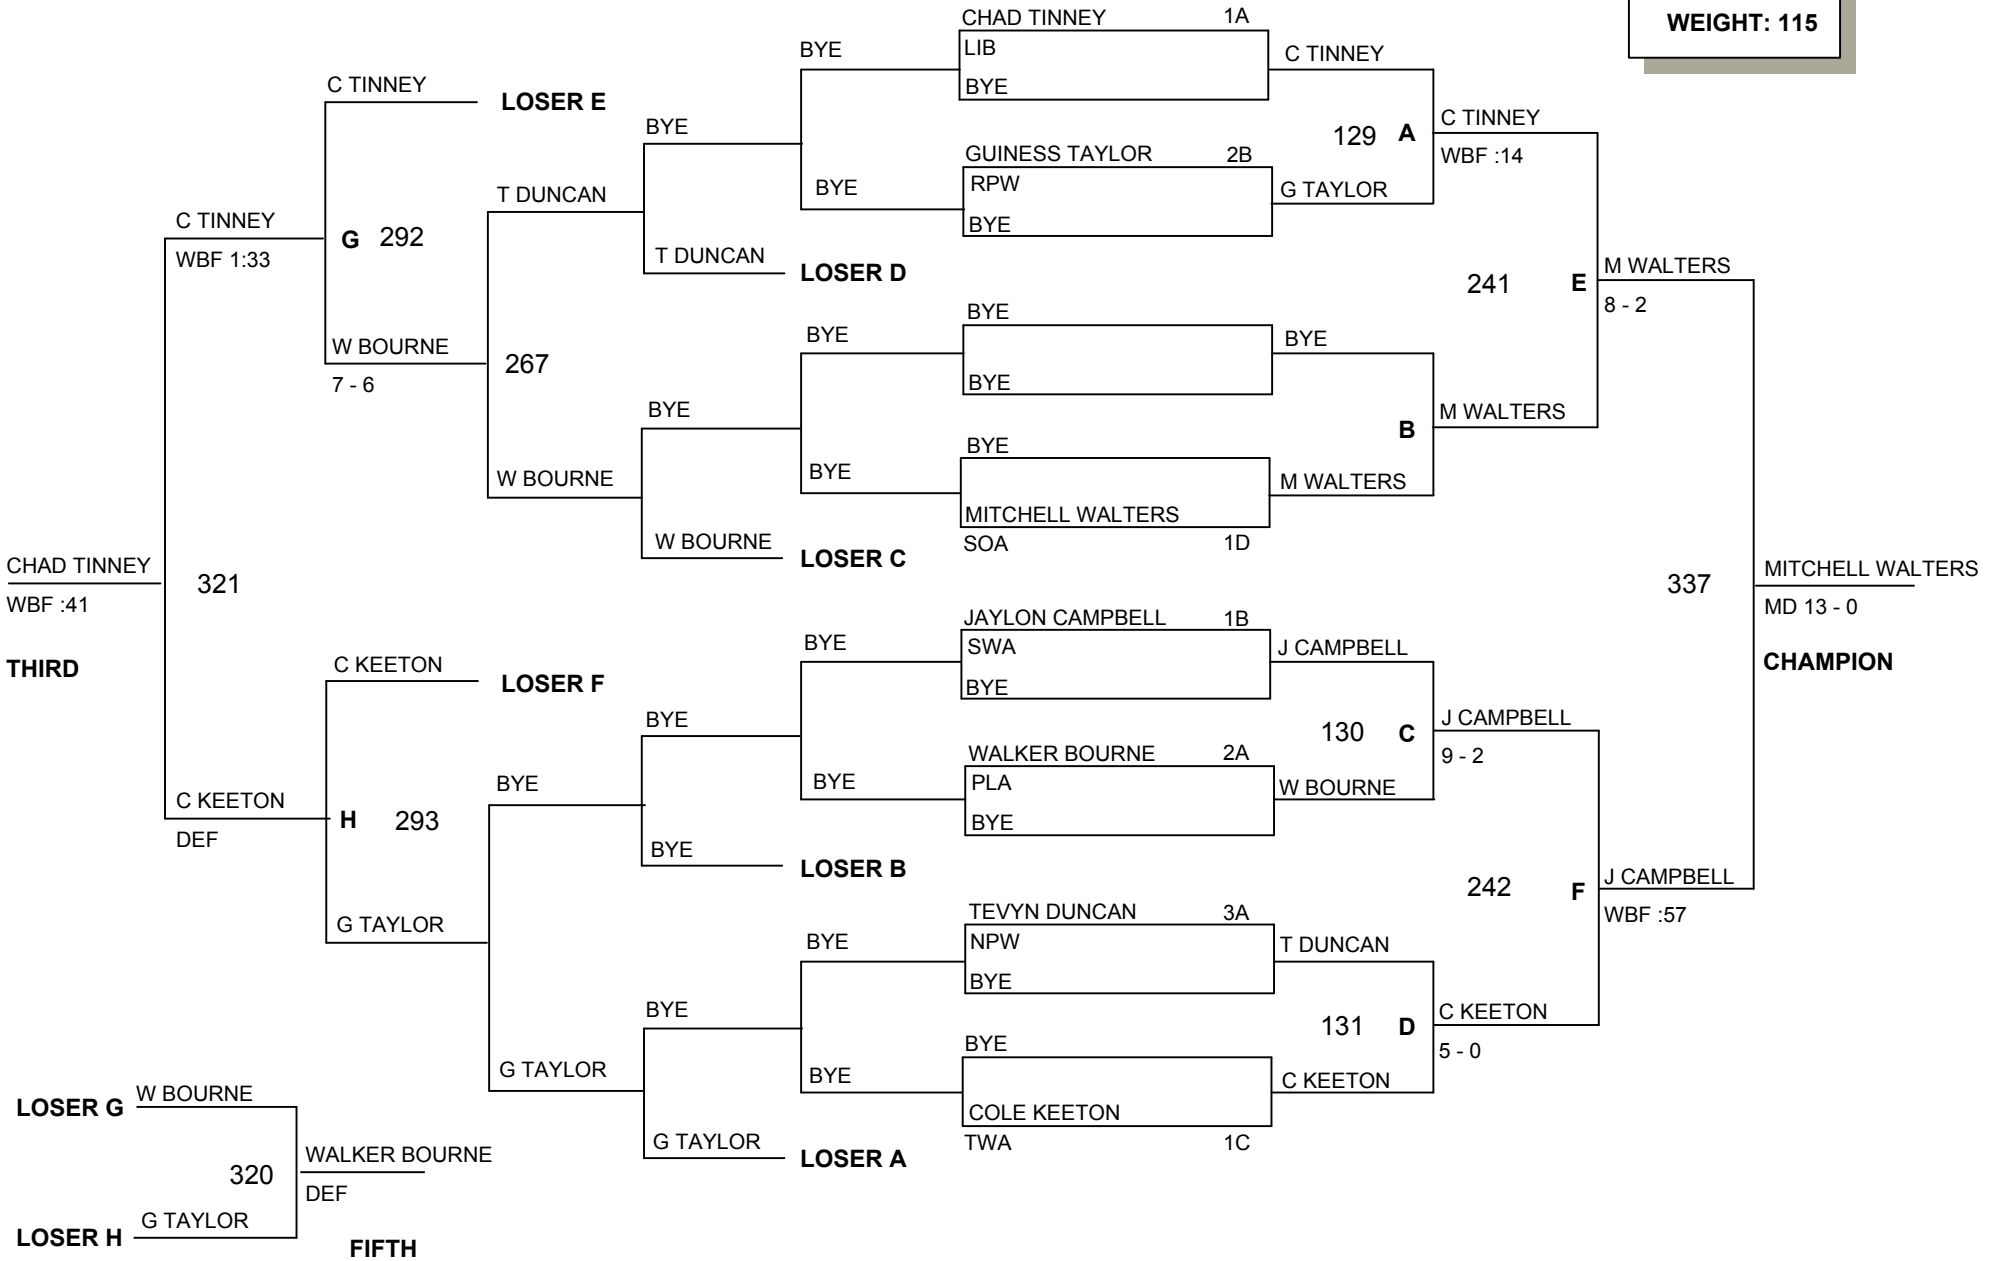 WEIGHT: 115
CHAD TINNEY 1A
LIB
BYE
GUINESS TAYLOR 2B
RPW
BYE
BYE
BYE
BYE
MITCHELL WALTERS
SOA 1D
JAYLON CAMPBELL 1B
SWA
BYE
WALKER BOURNE 2A
PLA
BYE
TEVYN DUNCAN 3A
NPW
BYE
BYE
COLE KEETON
TWA 1C
C TINNEY
129 A
G TAYLOR
BYE
B
M WALTERS
J CAMPBELL
130 C
W BOURNE
T DUNCAN
131 D
C KEETON
C TINNEY
WBF :14
241 E
M WALTERS
J CAMPBELL
9 - 2
242 F
C KEETON
5 - 0
M WALTERS
8 - 2
337
J CAMPBELL
WBF :57
MITCHELL WALTERS
MD 13 - 0
CHAMPION
BYE
BYE
BYE
BYE
BYE
BYE
BYE
BYE
BYE
T DUNCAN
LOSER D
BYE
W BOURNE
LOSER C
BYE
BYE
LOSER B
BYE
G TAYLOR
LOSER A
T DUNCAN
267
W BOURNE
BYE
G TAYLOR
C TINNEY
LOSER E
G 292
W BOURNE
7 - 6
C KEETON
LOSER F
H 293
G TAYLOR
C TINNEY
WBF 1:33
321
C KEETON
DEF
CHAD TINNEY
WBF :41
THIRD
LOSER G W BOURNE
320
LOSER H G TAYLOR
WALKER BOURNE
DEF
FIFTH